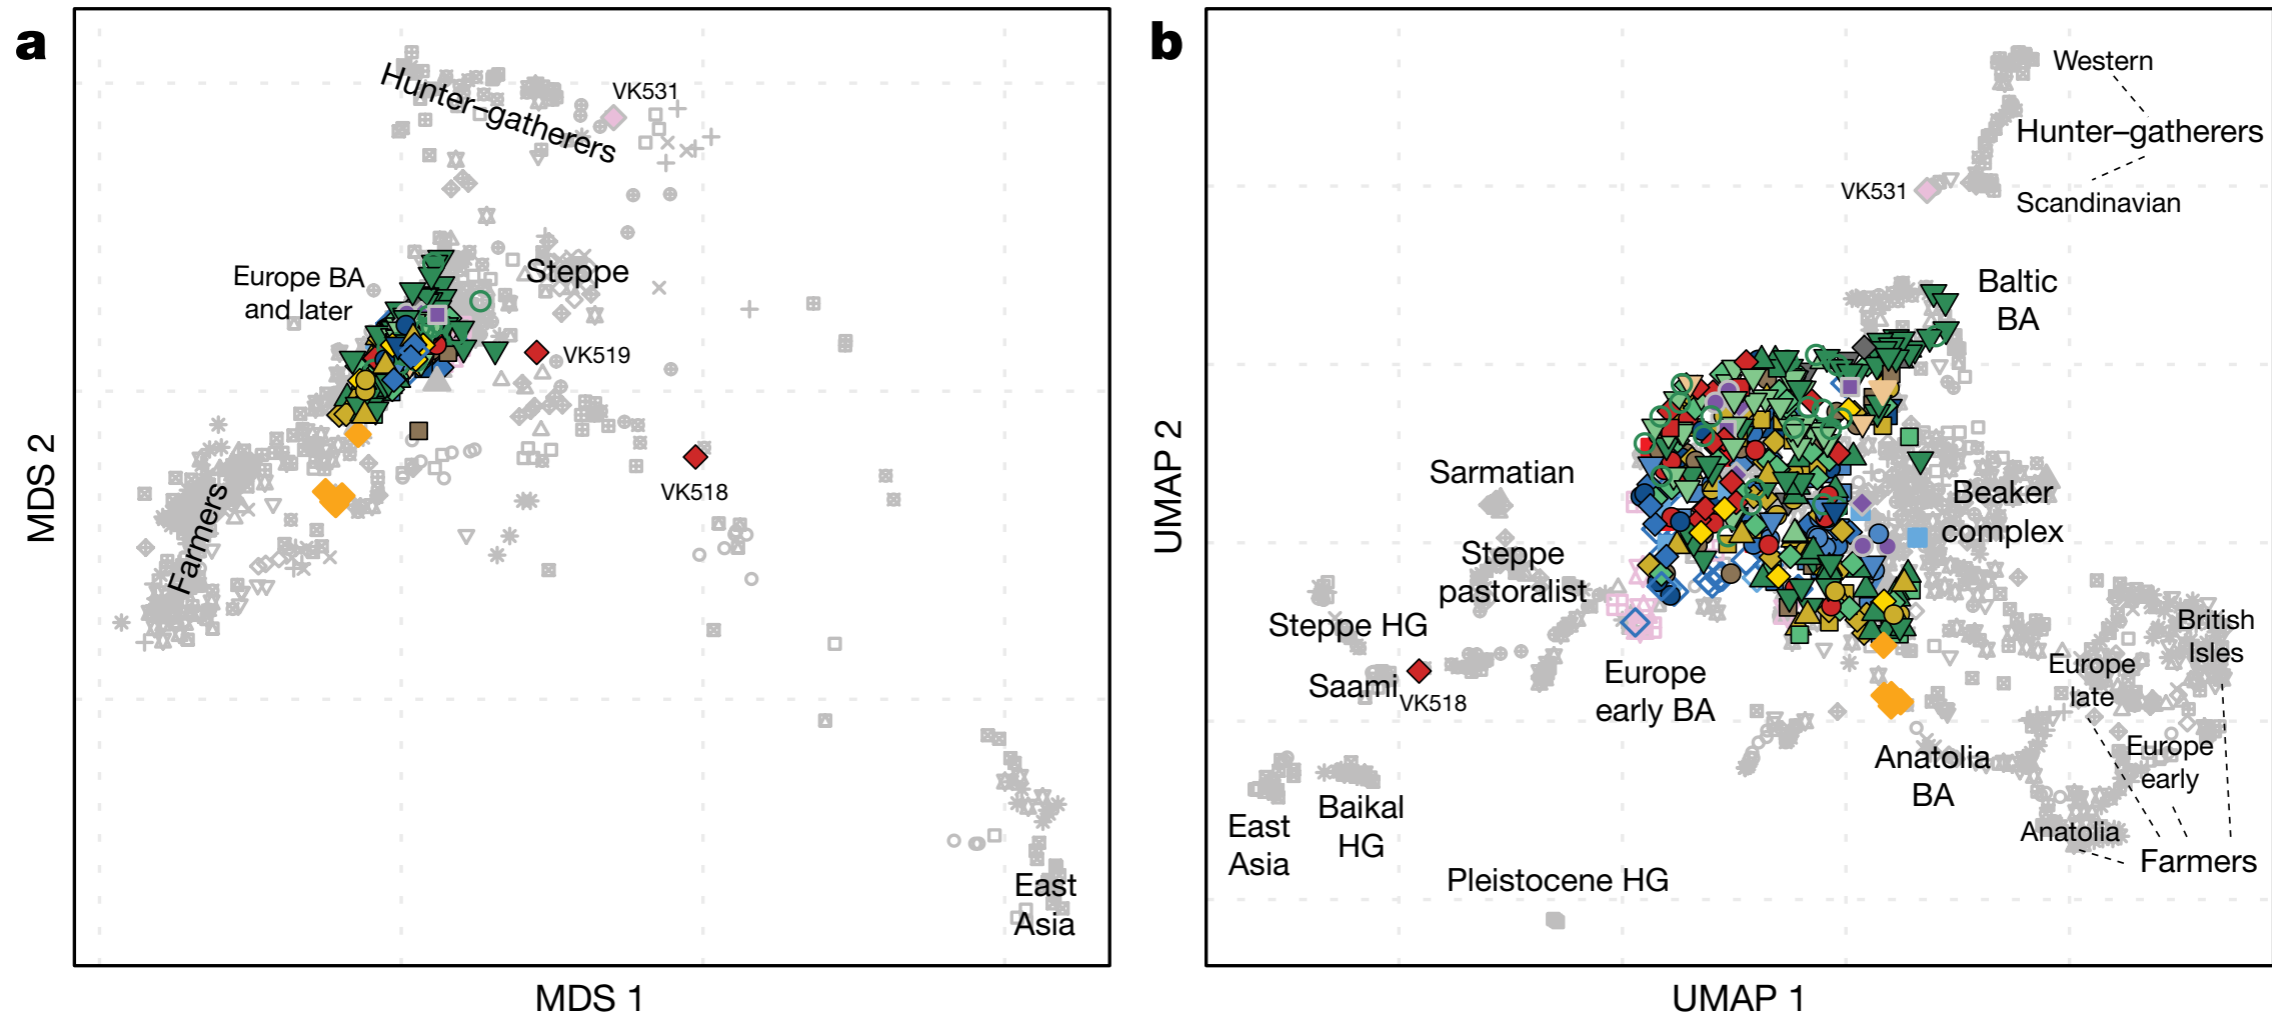 a
Hunter–gatherers
VK531
Europe BA
and later
Steppe
VK519
VK518
Farmers
East
Asia
MDS 2
MDS 1
b
Western
Hunter–gatherers
VK531
Scandinavian
Baltic
BA
Sarmatian
Beaker
complex
Steppe
pastoralist
Steppe HG
British
Isles
Saami
VK518
Europe
early BA
Europe
late
Europe
early
Anatolia
BA
Baikal
HG
East
Asia
Anatolia
Farmers
Pleistocene HG
UMAP 2
UMAP 1